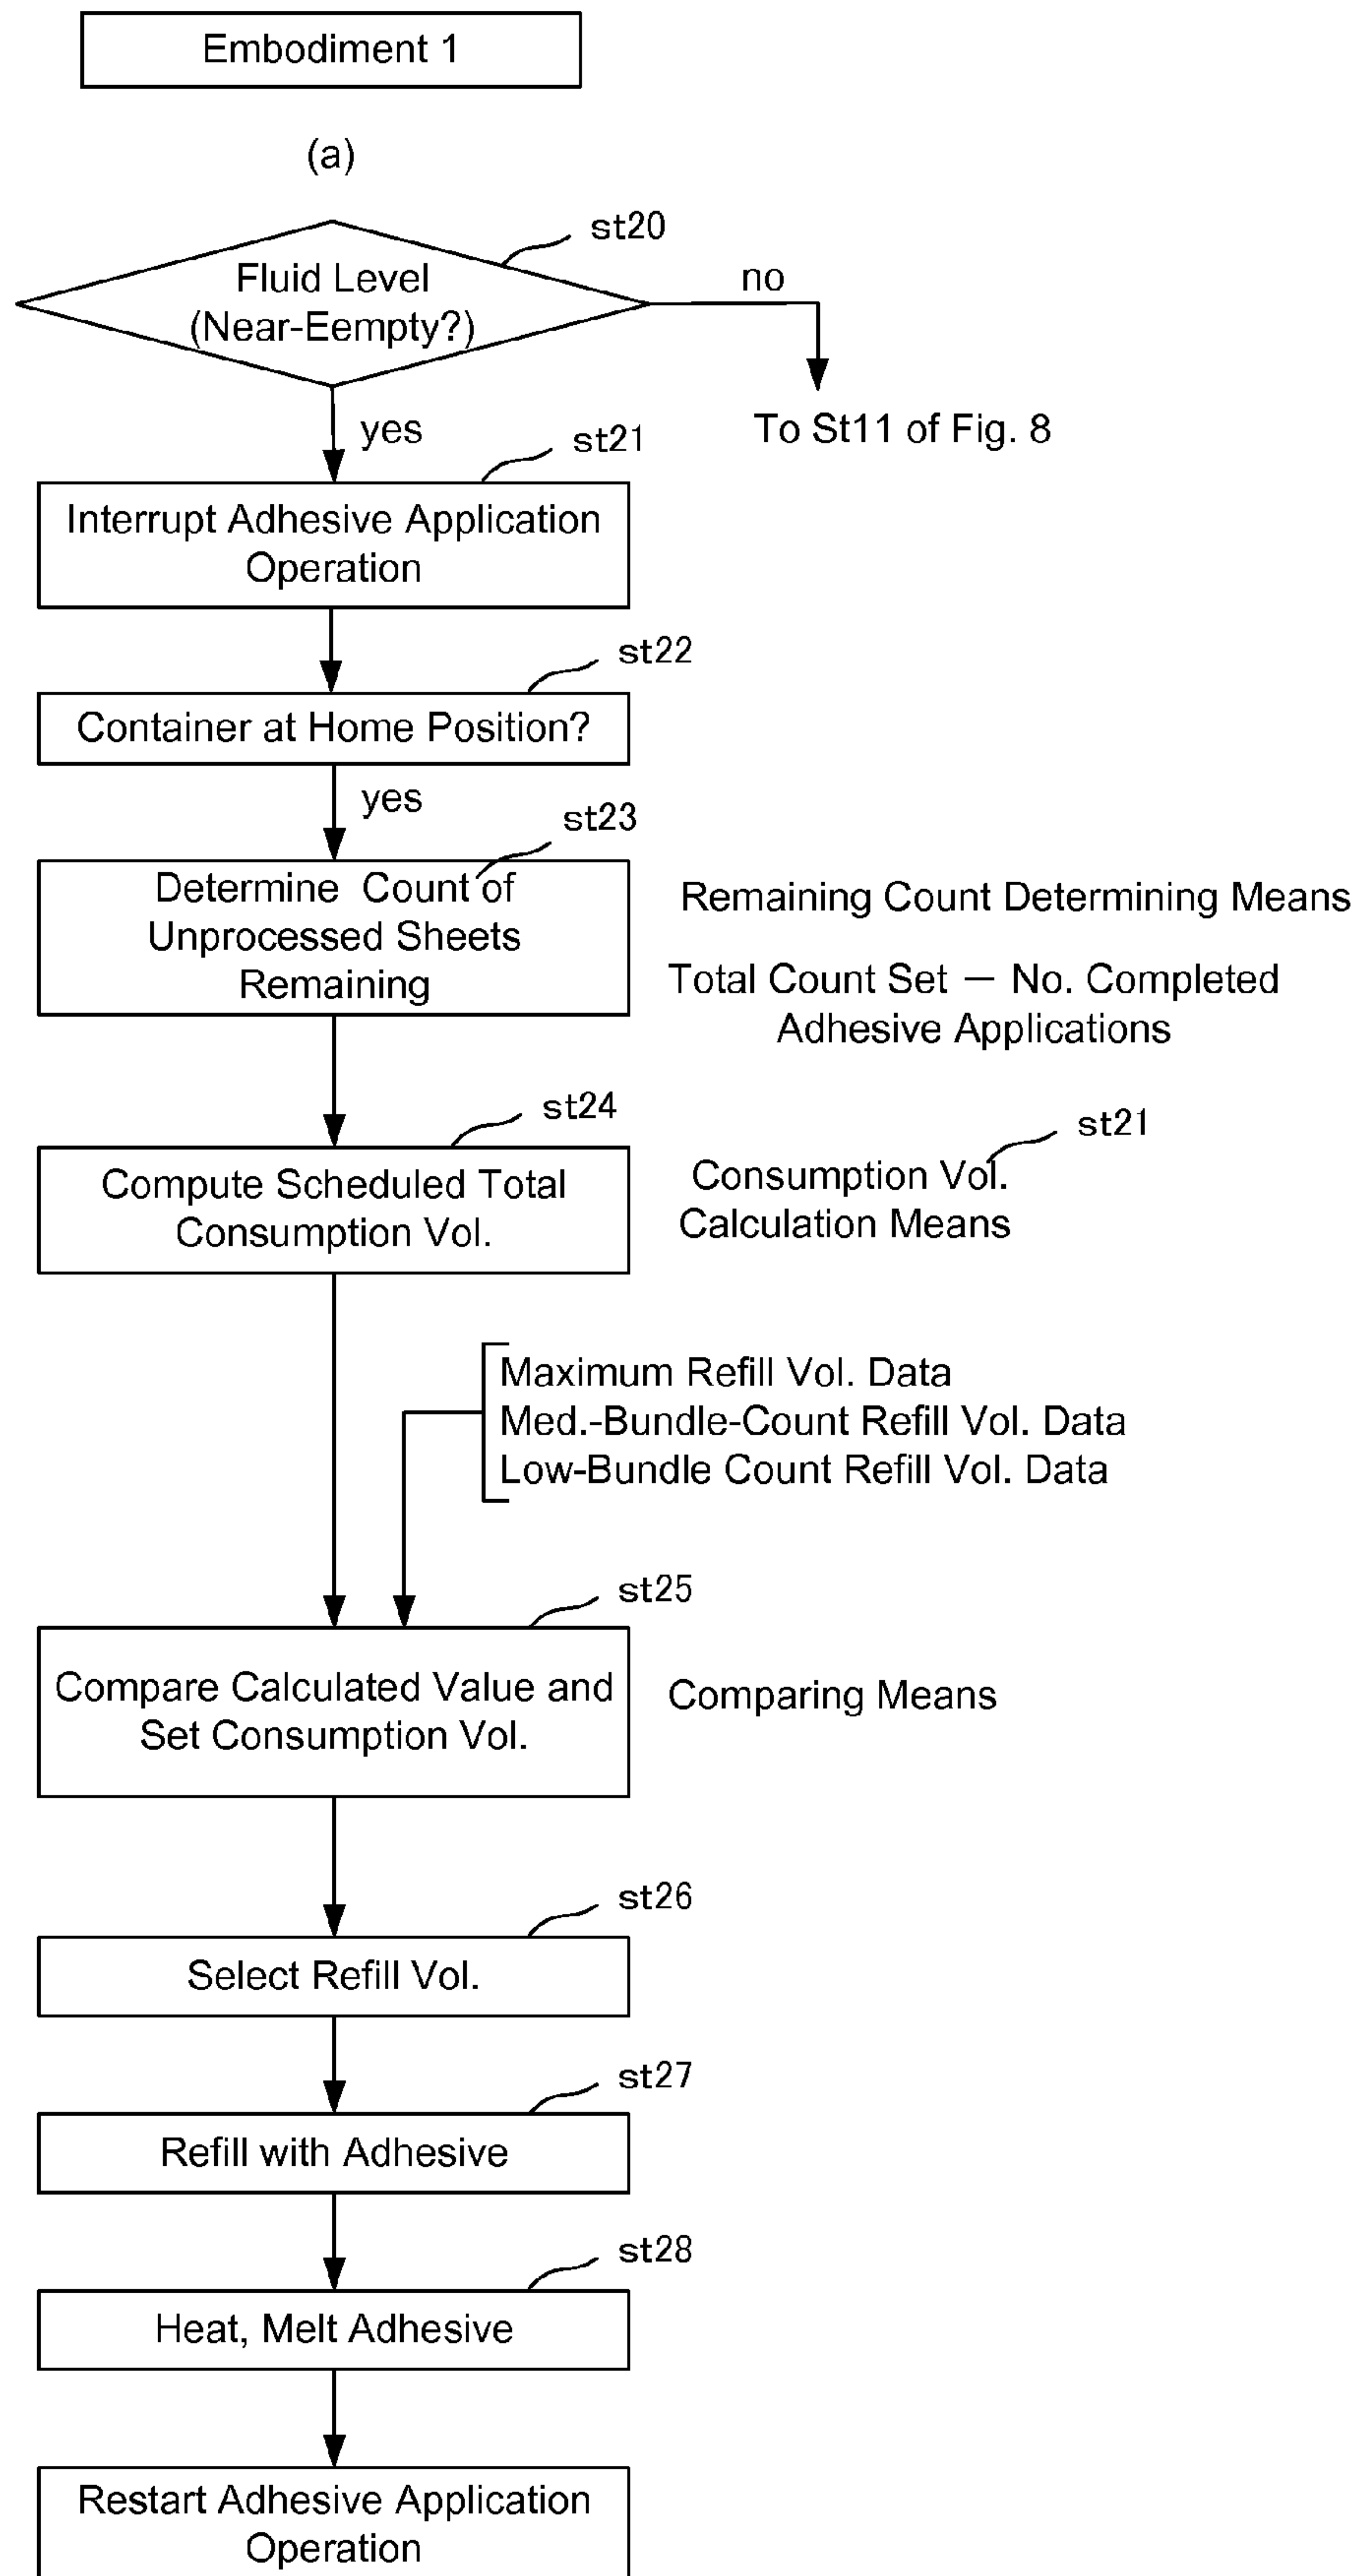 Embodiment 1
(a)
st20
Fluid Level
(Near-Eempty?)
no
To St11 of Fig. 8
yes
st21
Interrupt Adhesive Application
Operation
st22
Container at Home Position?
yes
st23
Determine Count of
Unprocessed Sheets
Remaining
Remaining Count Determining Means
Total Count Set — No. Completed
Adhesive Applications
st24
Compute Scheduled Total
Consumption Vol.
st21
Consumption Vol.
Calculation Means
Maximum Refill Vol. Data
Med.-Bundle-Count Refill Vol. Data
Low-Bundle Count Refill Vol. Data
st25
Compare Calculated Value and
Set Consumption Vol.
Comparing Means
st26
Select Refill Vol.
st27
Refill with Adhesive
st28
Heat, Melt Adhesive
Restart Adhesive Application
Operation